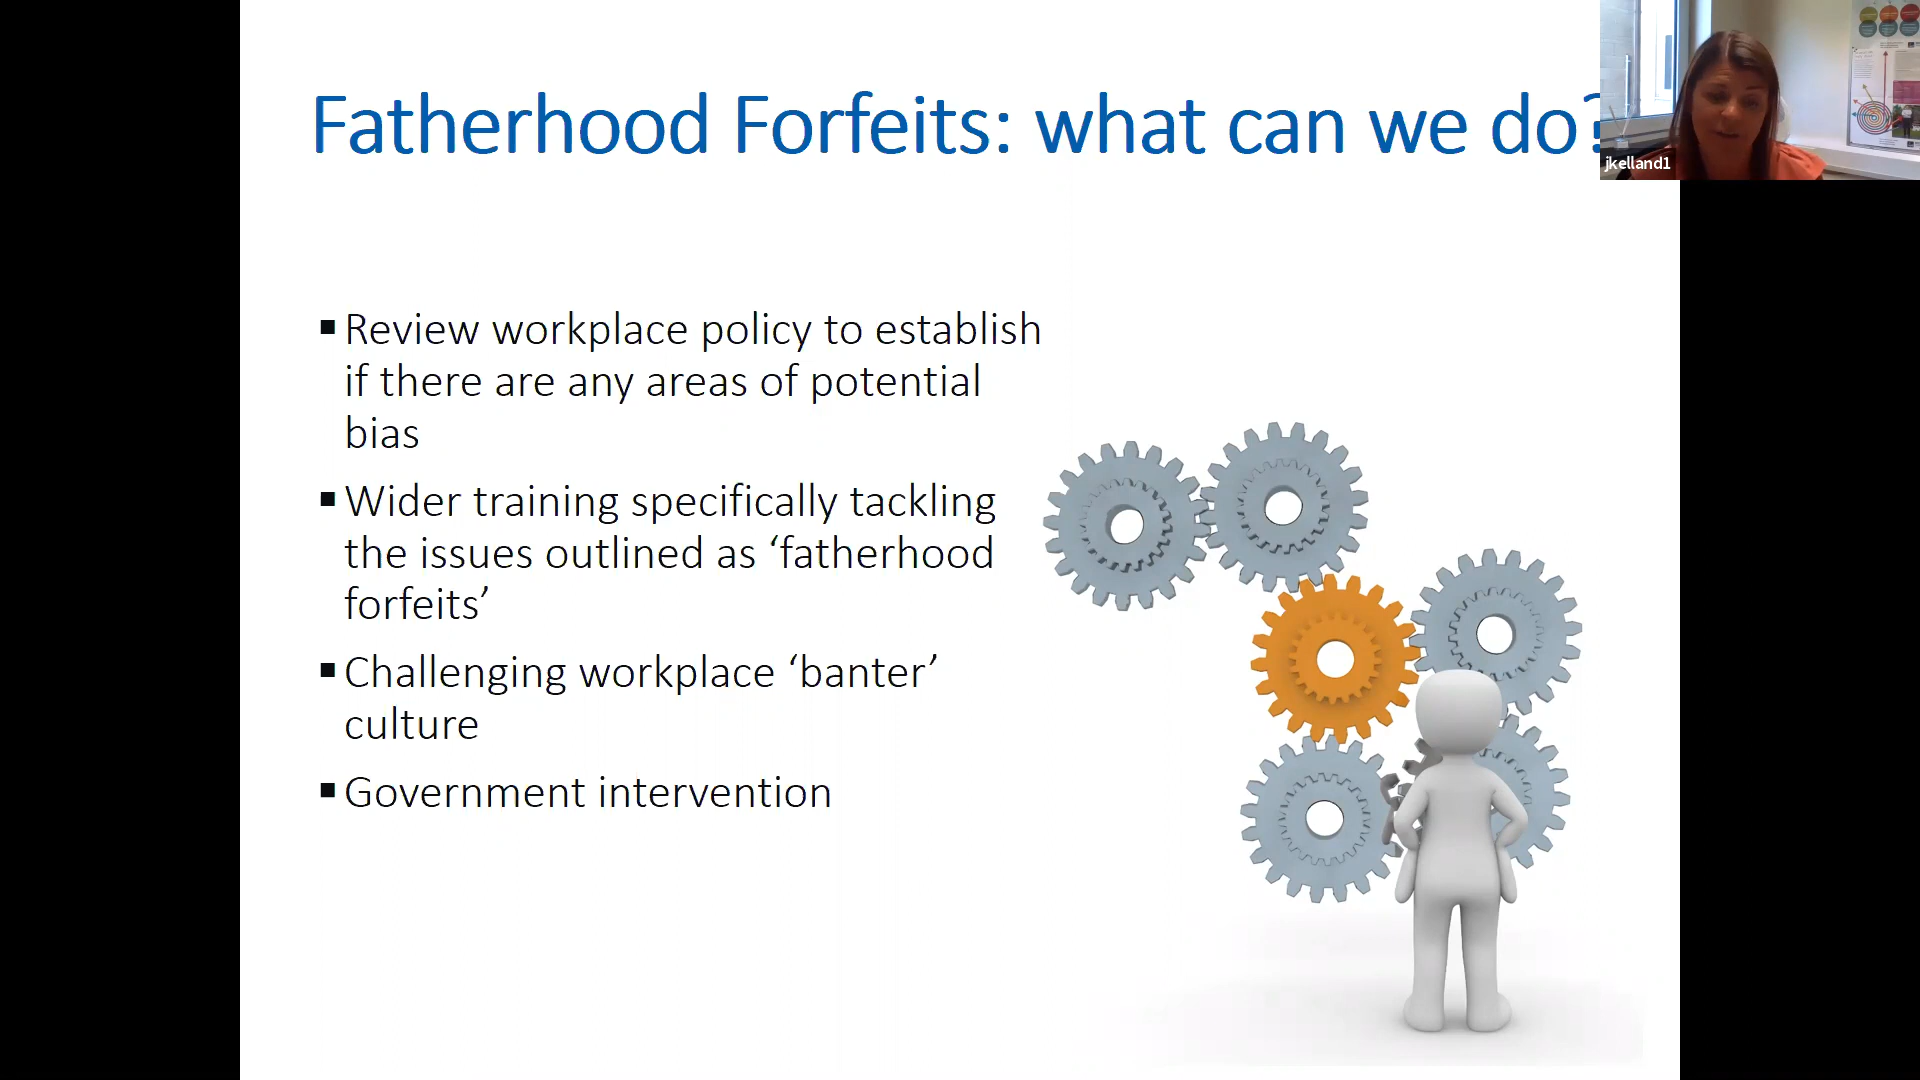 Fatherhood Forfeits: what can we do?
jkelland1
▪Review workplace policy to establish
if there are any areas of potential
bias
▪Wider training specifically tackling
the issues outlined as ‘fatherhood
forfeits’
▪Challenging workplace ‘banter’
culture
▪Government intervention